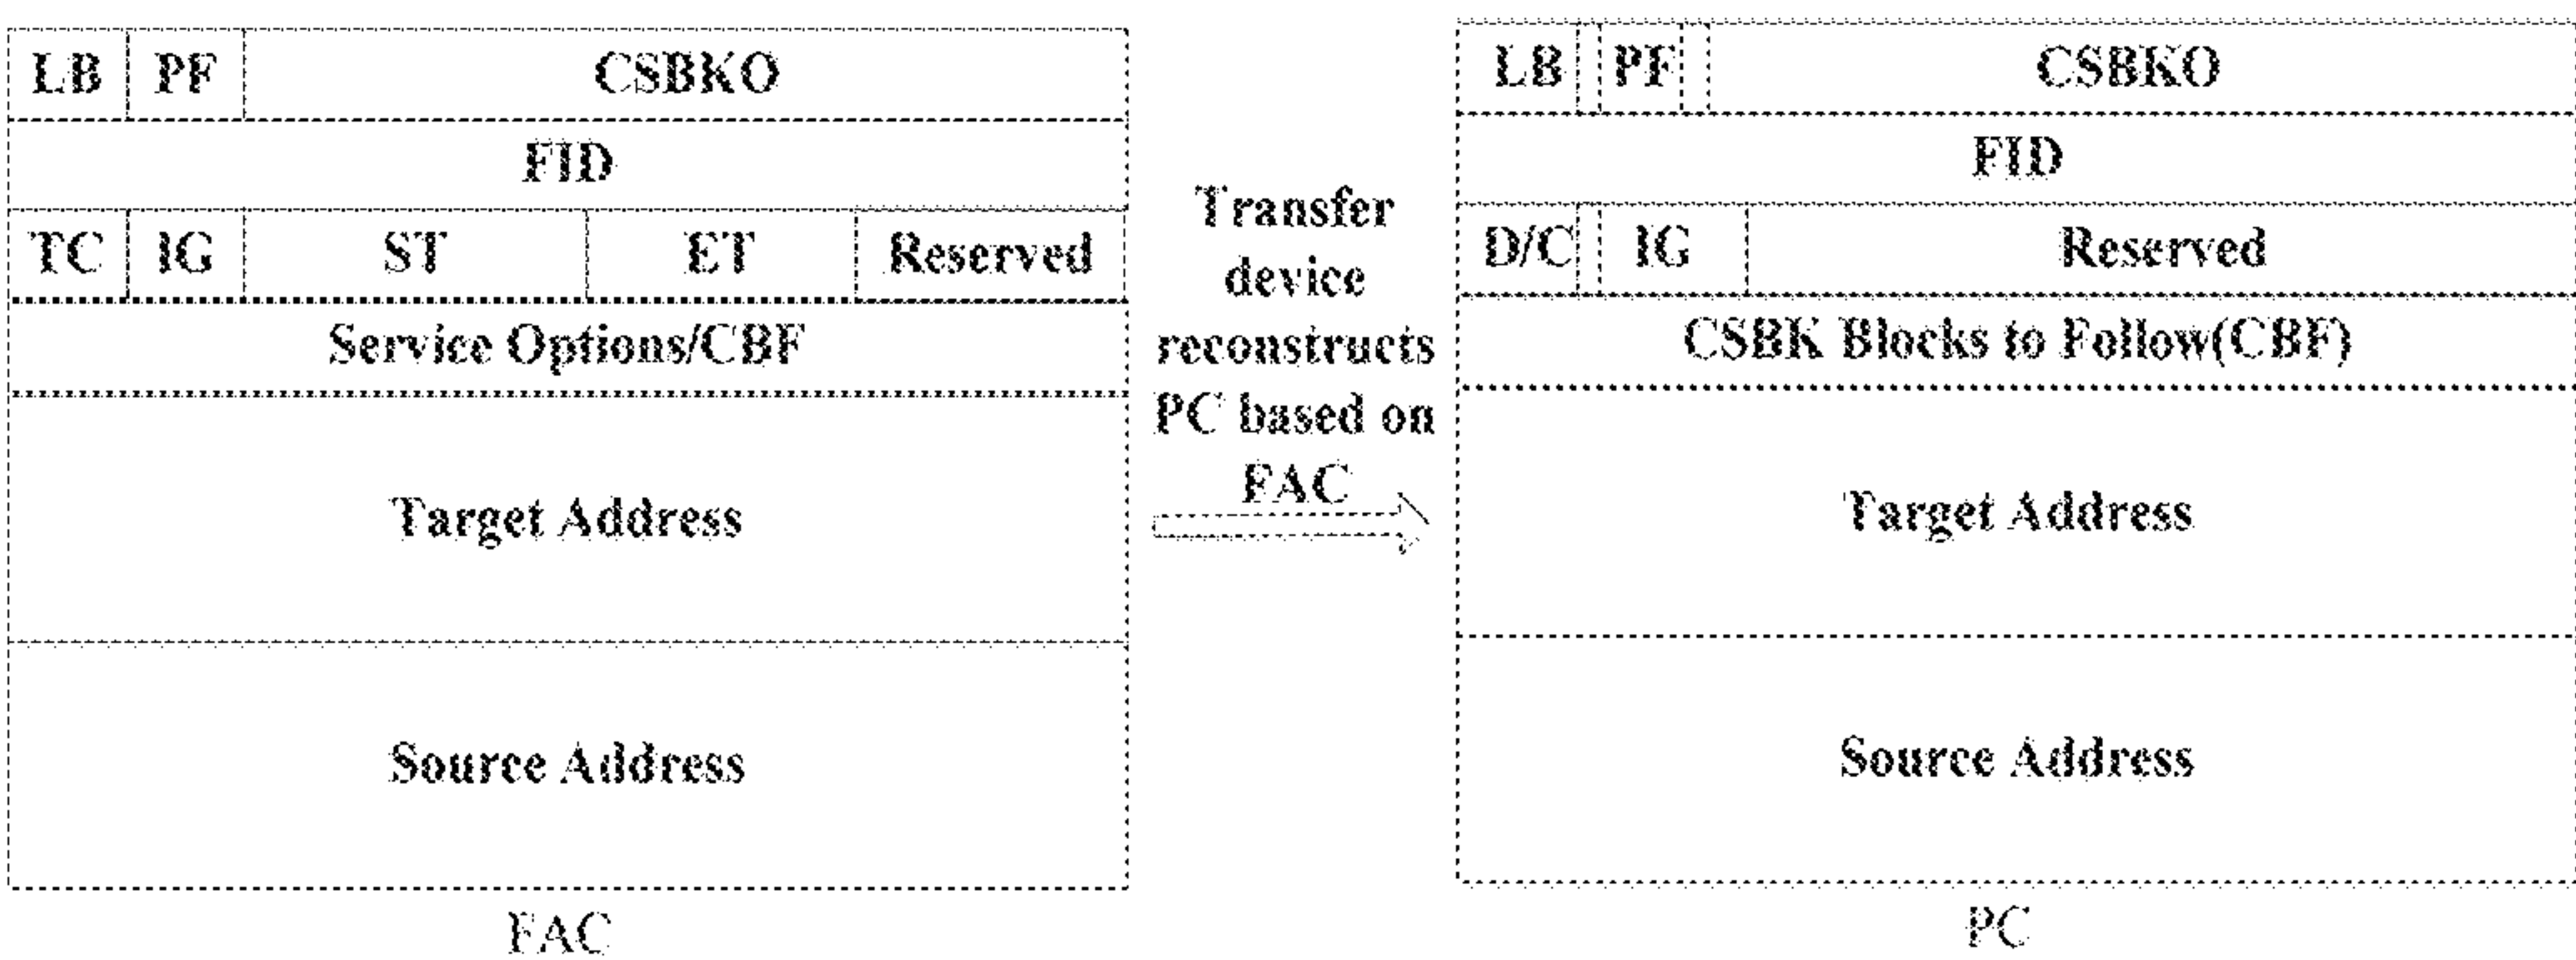 LB PF CSBKO
FID
TC IG ST ET Reserved
Service Options/CBF
Target Address
Source Address
FAC
Transfer
device
reconstructs
PC based on
FAC
LB PF CSBKO
FID
D/C IG Reserved
CSBK Blocks to Follow(CBF)
Target Address
Source Address
PC